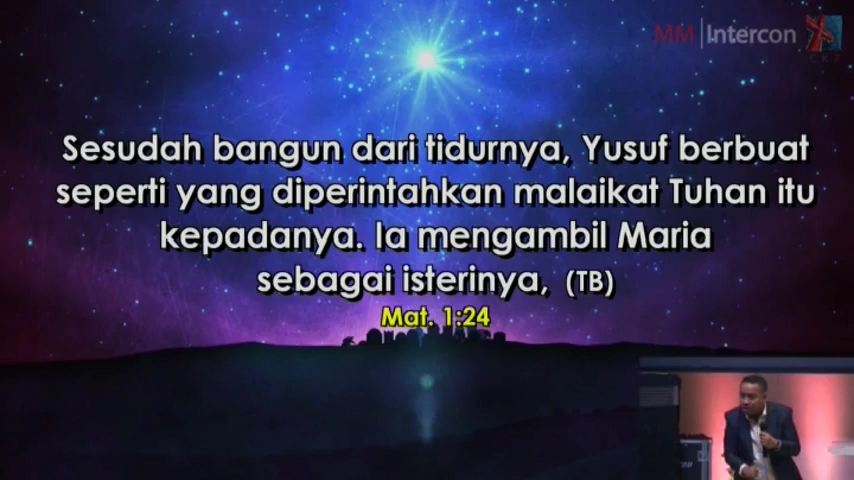 MM Intercon
CK7
Sesudah bangun dari tidurnya, Yusuf berbuat
seperti yang diperintahkan malaikat Tuhan itu
kepadanya. Ia mengambil Maria
sebagai isterinya, (TB)
Mat. 1:24